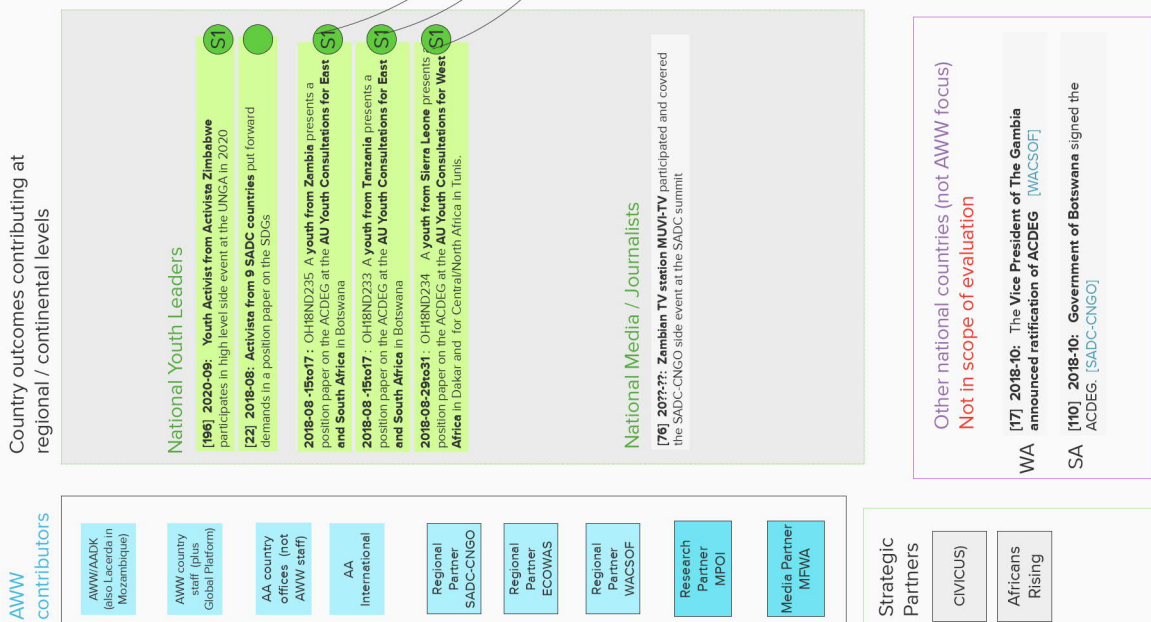 Country outcomes contributing at
regional / continental levels
National Youth Leaders
[196] 2020-09: Youth Activist from Activista Zimbabwe
participates in high level side event at the UNGA in 2020
S1
[22] 2018-08: Activista from 9 SADC countries put forward
demands in a position paper on the SDGs
2018-08 -15to17 : OH18ND235 A youth from Zambia presents a
position paper on the ACDEG at the AU Youth Consultations for East
and South Africa in Botswana
S1
2018-08 -15to17 : OH18ND233 A youth from Tanzania presents a
position paper on the ACDEG at the AU Youth Consultations for East
and South Africa in Botswana
S1
2018-08-29to31 : OH18ND234 A youth from Sierra Leone presents a
position paper on the ACDEG at the AU Youth Consultations for West
Africa in Dakar and for Central/North Africa in Tunis.
S1
National Media / Journalists
[76] 20??-??: Zambian TV station MUVI-TV participated and covered
the SADC-CNGO side event at the SADC summit
Other national countries (not AWW focus)
Not in scope of evaluation
WA
[17] 2018-10: The Vice President of The Gambia
announced ratification of ACDEG [WACSOF]
SA
[110] 2018-10: Government of Botswana signed the
ACDEG. [SADC-CNGO]
AWW
contributors
AWW/AADK
(also Lacerda in
Mozambique)
AWW country
staff (plus
Global Platform)
AA country
offices (not
AWW staff)
AA
International
Regional
Partner
SADC-CNGO
Regional
Partner
ECOWAS
Regional
Partner
WACSOF
Research
Partner
MPOI
Media Partner
MFWA
Strategic
Partners
CIVICUS)
Africans
Rising